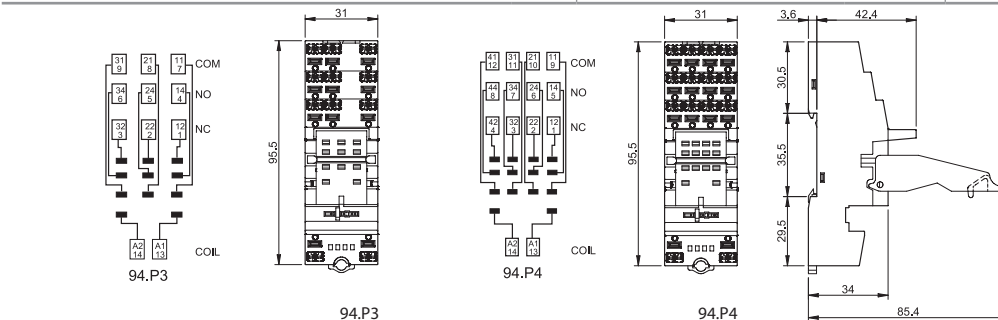 31 21 11
9 8 7
COM
34 24 14
6 5 4
NO
32 22 12
3 2 1
NC
A2 A1
14 13
COIL
94.P3
31
95.5
94.P3
41 31 21 11
12 11 10 9
COM
44 34 24 14
8 7 6 5
NO
42 32 22 12
4 3 2 1
NC
A2 A1
14 13
COIL
94.P4
31
95.5
94.P4
3.6 42.4
30.5
35.5
29.5
34
85.4